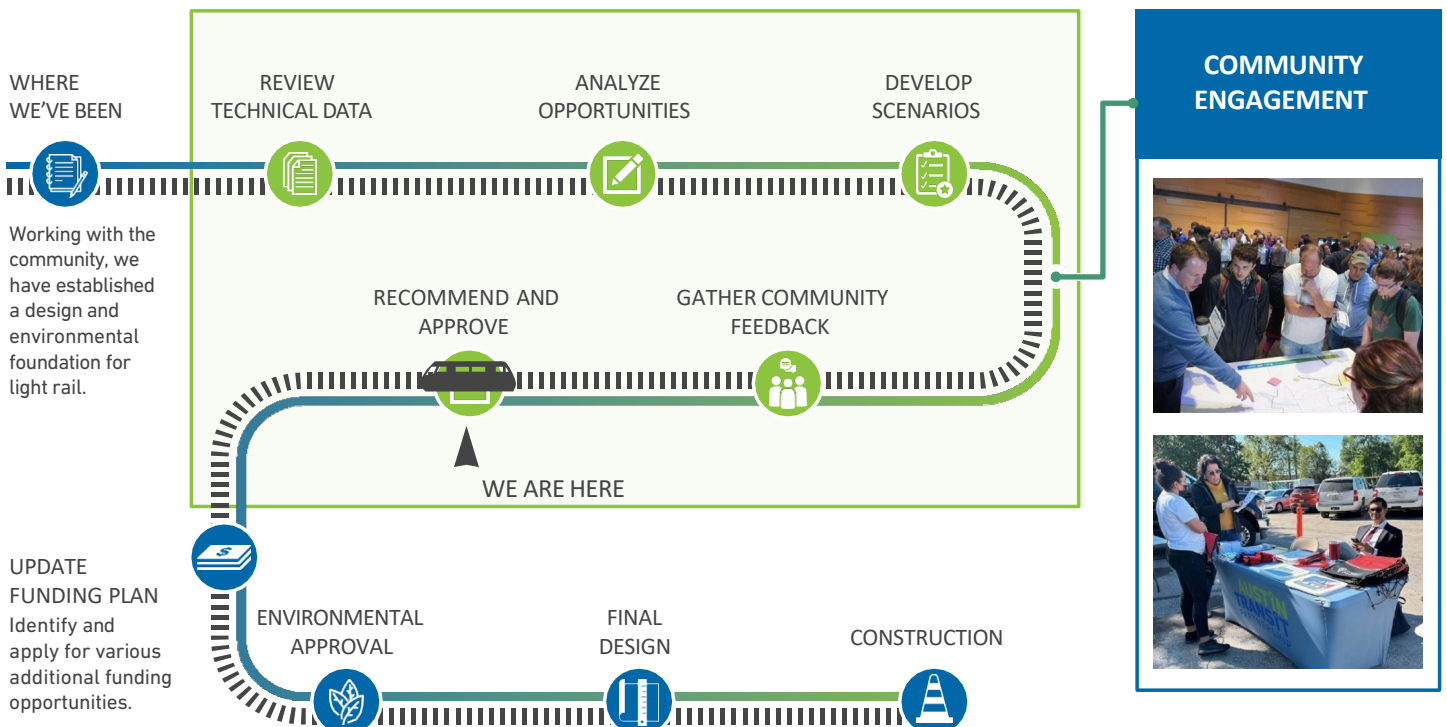 WHERE
WE'VE BEEN
REVIEW
TECHNICAL DATA
ANALYZE
OPPORTUNITIES
DEVELOP
SCENARIOS
COMMUNITY
ENGAGEMENT
Working with the
community, we
have established
a design and
environmental
foundation for
light rail.
RECOMMEND AND
APPROVE
GATHER COMMUNITY
FEEDBACK
WE ARE HERE
UPDATE
FUNDING PLAN
Identify and
apply for various
additional funding
opportunities.
$
ENVIRONMENTAL
APPROVAL
FINAL
DESIGN
CONSTRUCTION
AUSTIN
TRANSIT